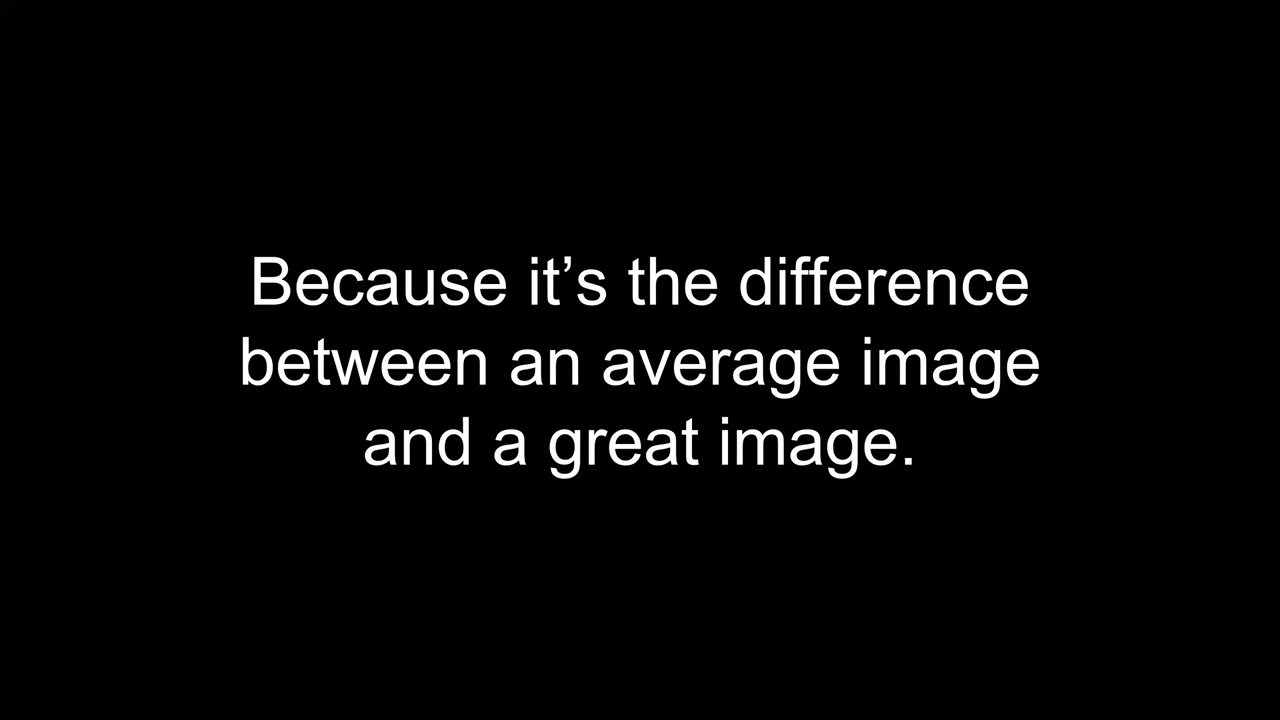 Because it’s the difference
between an average image
and a great image.